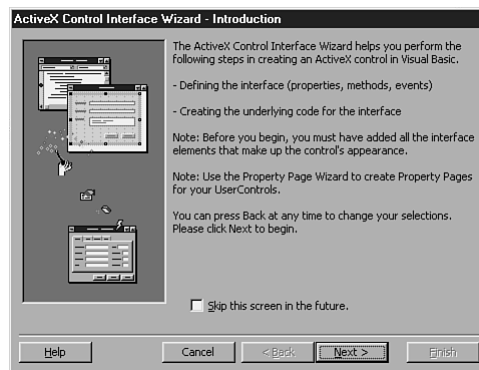 ActiveX Control Interface Wizard - Introduction
The ActiveX Control Interface Wizard helps you perform the
following steps in creating an ActiveX control in Visual Basic.
- Defining the interface (properties, methods, events)
- Creating the underlying code for the interface
Note: Before you begin, you must have added all the interface
elements that make up the control's appearance.
Note: Use the Property Page Wizard to create Property Pages
for your UserControls.
You can press Back at any time to change your selections.
Please click Next to begin.
Skip this screen in the future.
Help Cancel < Back Next > Finish